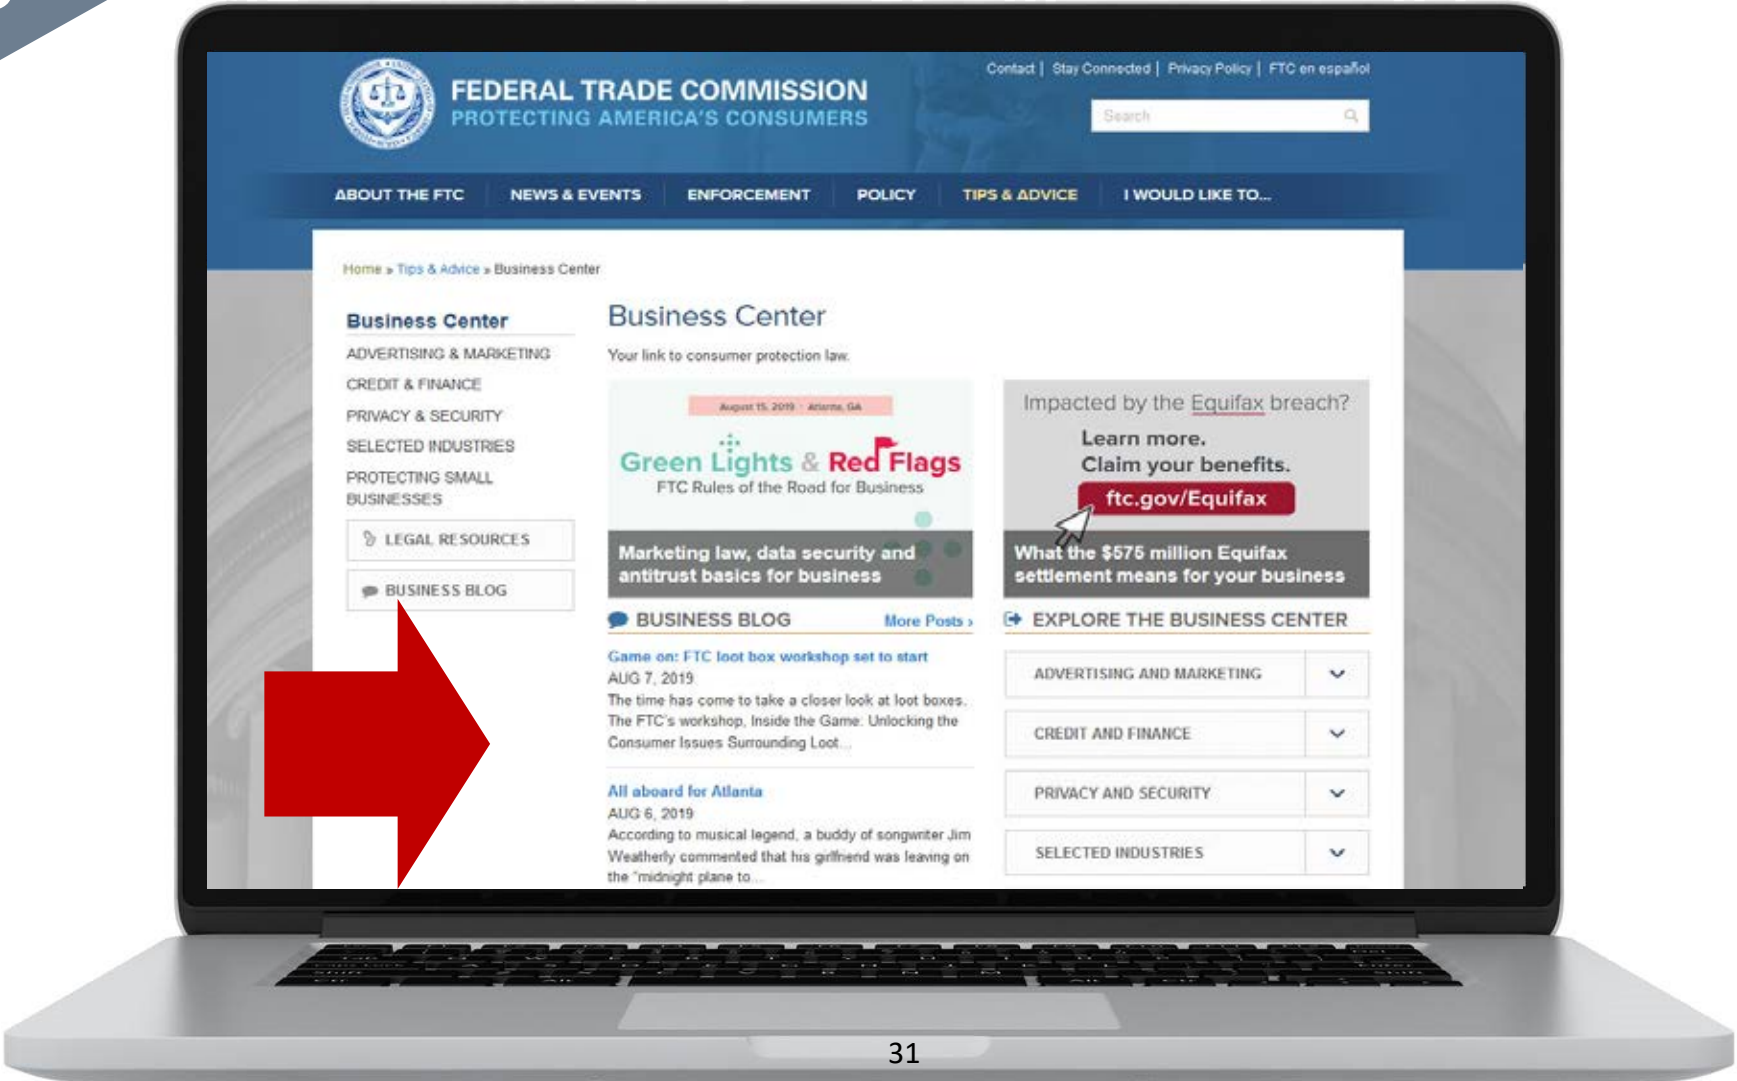 Contact | Stay Connected | Privacy Policy | FTC en español
FEDERAL TRADE COMMISSION
PROTECTING AMERICA'S CONSUMERS
Search
ABOUT THE FTC
NEWS & EVENTS
ENFORCEMENT
POLICY
TIPS & ADVICE
I WOULD LIKE TO...
Home » Tips & Advice » Business Center
Business Center
ADVERTISING & MARKETING
CREDIT & FINANCE
PRIVACY & SECURITY
SELECTED INDUSTRIES
PROTECTING SMALL
BUSINESSES
LEGAL RESOURCES
BUSINESS BLOG
Business Center
Your link to consumer protection law.
August 15, 2019 · Atlanta, GA
Green Lights & Red Flags
FTC Rules of the Road for Business
Marketing law, data security and
antitrust basics for business
Impacted by the Equifax breach?
Learn more.
Claim your benefits.
ftc.gov/Equifax
What the $575 million Equifax
settlement means for your business
BUSINESS BLOG
More Posts ›
Game on: FTC loot box workshop set to start
AUG 7, 2019
The time has come to take a closer look at loot boxes.
The FTC's workshop, Inside the Game: Unlocking the
Consumer Issues Surrounding Loot...
All aboard for Atlanta
AUG 6, 2019
According to musical legend, a buddy of songwriter Jim
Weatherly commented that his girlfriend was leaving on
the "midnight plane to...
EXPLORE THE BUSINESS CENTER
ADVERTISING AND MARKETING
CREDIT AND FINANCE
PRIVACY AND SECURITY
SELECTED INDUSTRIES
31